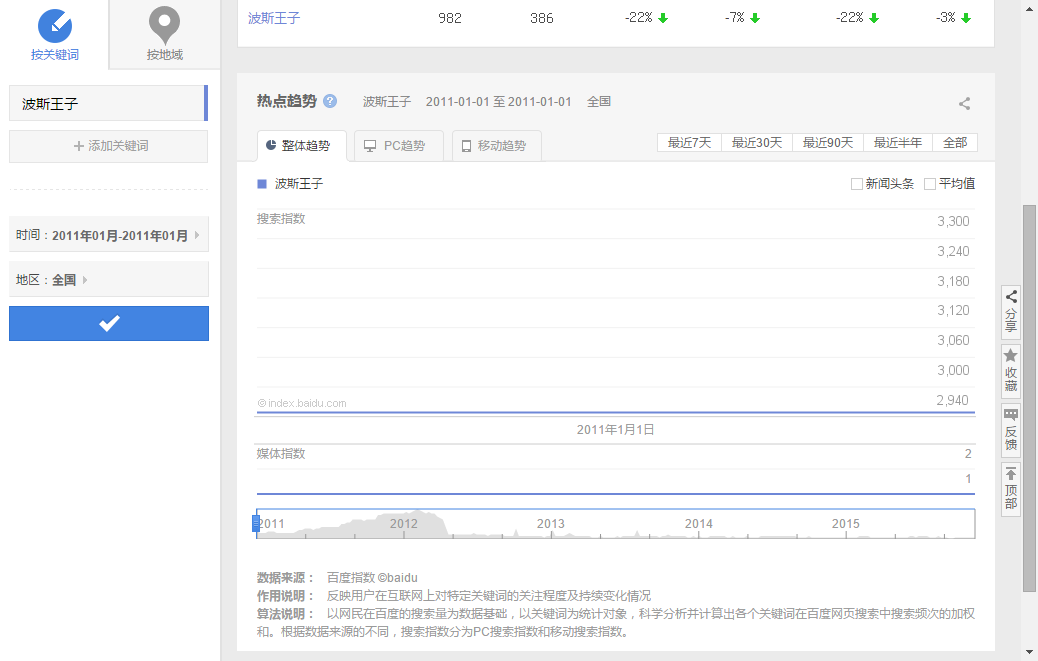 按关键词
按地域
波斯王子
+ 添加关键词
时间：2011年01月-2011年01月
地区：全国
波斯王子 982 386 -22% -7% -22% -3%
热点趋势 ? 波斯王子 2011-01-01 至 2011-01-01 全国
整体趋势 PC趋势 移动趋势 最近7天 最近30天 最近90天 最近半年 全部
波斯王子 新闻头条 平均值
搜索指数 3,300
3,240
3,180
3,120
3,060
3,000
© index.baidu.com 2,940
2011年1月1日
媒体指数 2
1
2011 2012 2013 2014 2015
数据来源： 百度指数 ©baidu
作用说明： 反映用户在互联网上对特定关键词的关注程度及持续变化情况
算法说明： 以网民在百度的搜索量为数据基础，以关键词为统计对象，科学分析并计算出各个关键词在百度网页搜索中搜索频次的加权
和。根据数据来源的不同，搜索指数分为PC搜索指数和移动搜索指数。
分享
收藏
反馈
顶部